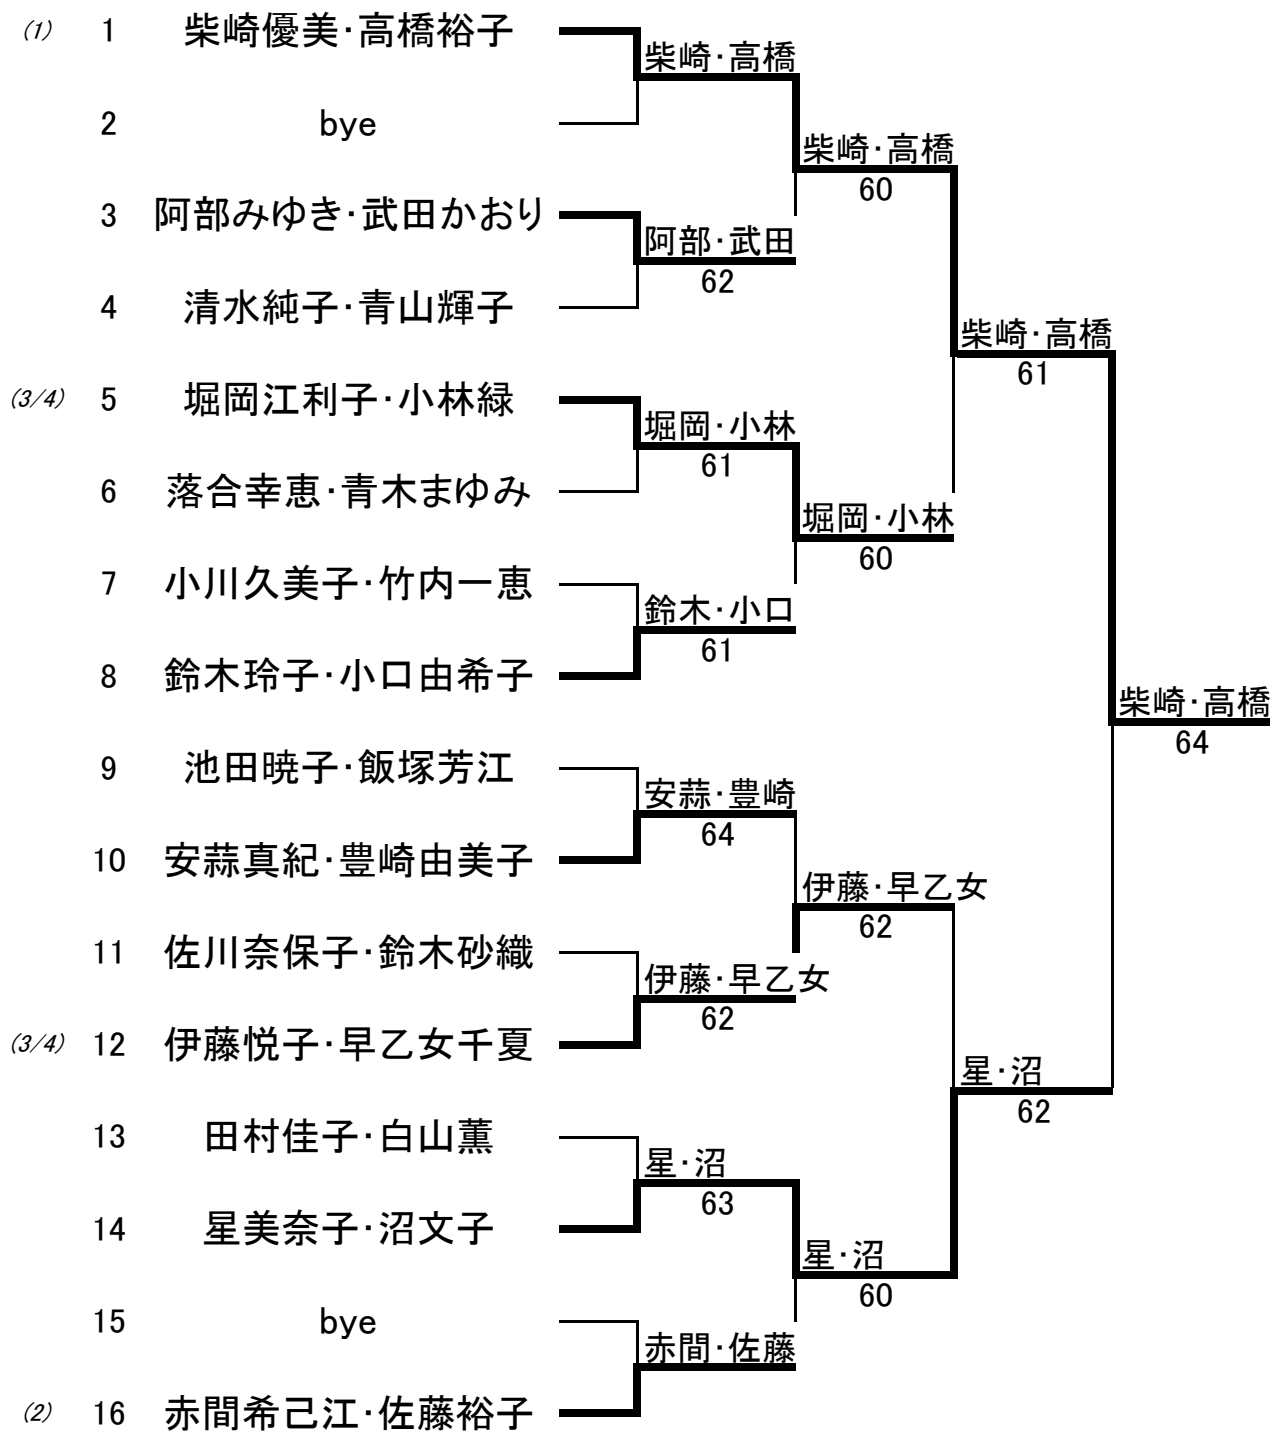 (1) 1 柴崎優美・高橋裕子
柴崎・高橋
2 bye
柴崎・高橋
60
3 阿部みゆき・武田かおり
阿部・武田
62
4 清水純子・青山輝子
柴崎・高橋
61
(3/4) 5 堀岡江利子・小林緑
堀岡・小林
61
6 落合幸恵・青木まゆみ
堀岡・小林
60
7 小川久美子・竹内一恵
鈴木・小口
61
8 鈴木玲子・小口由希子
柴崎・高橋
64
9 池田暁子・飯塚芳江
安蒜・豊崎
64
10 安蒜真紀・豊崎由美子
伊藤・早乙女
62
11 佐川奈保子・鈴木砂織
伊藤・早乙女
62
(3/4) 12 伊藤悦子・早乙女千夏
星・沼
62
13 田村佳子・白山薫
星・沼
63
14 星美奈子・沼文子
星・沼
60
15 bye
赤間・佐藤
(2) 16 赤間希己江・佐藤裕子